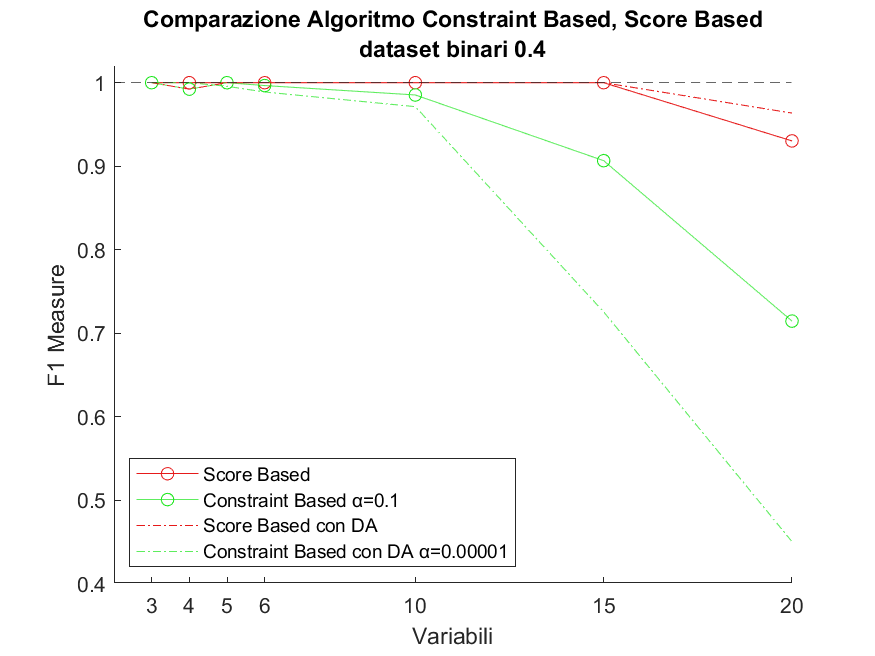 Comparazione Algoritmo Constraint Based, Score Based
dataset binari 0.4
1
0.9
0.8
0.7
0.6
0.5
0.4
F1 Measure
Score Based
Constraint Based α=0.1
Score Based con DA
Constraint Based con DA α=0.00001
3 4 5 6 10 15 20
Variabili